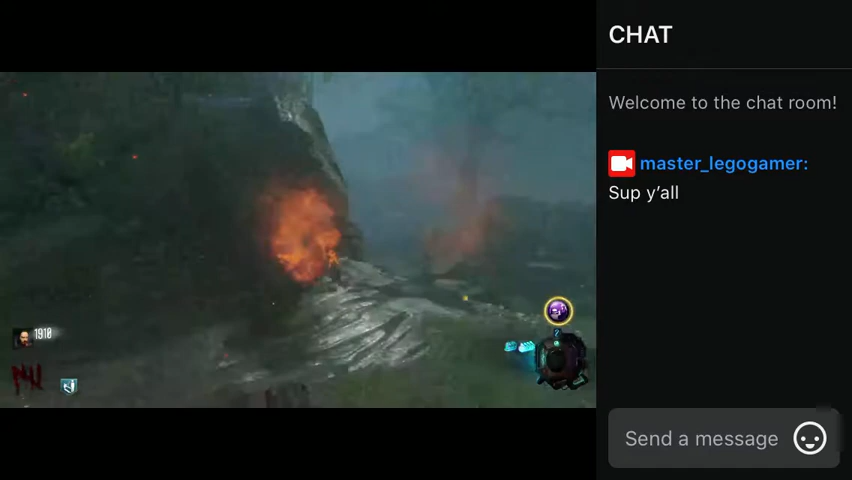 CHAT
Welcome to the chat room!
master_legogamer:
Sup y’all
1910
Send a message